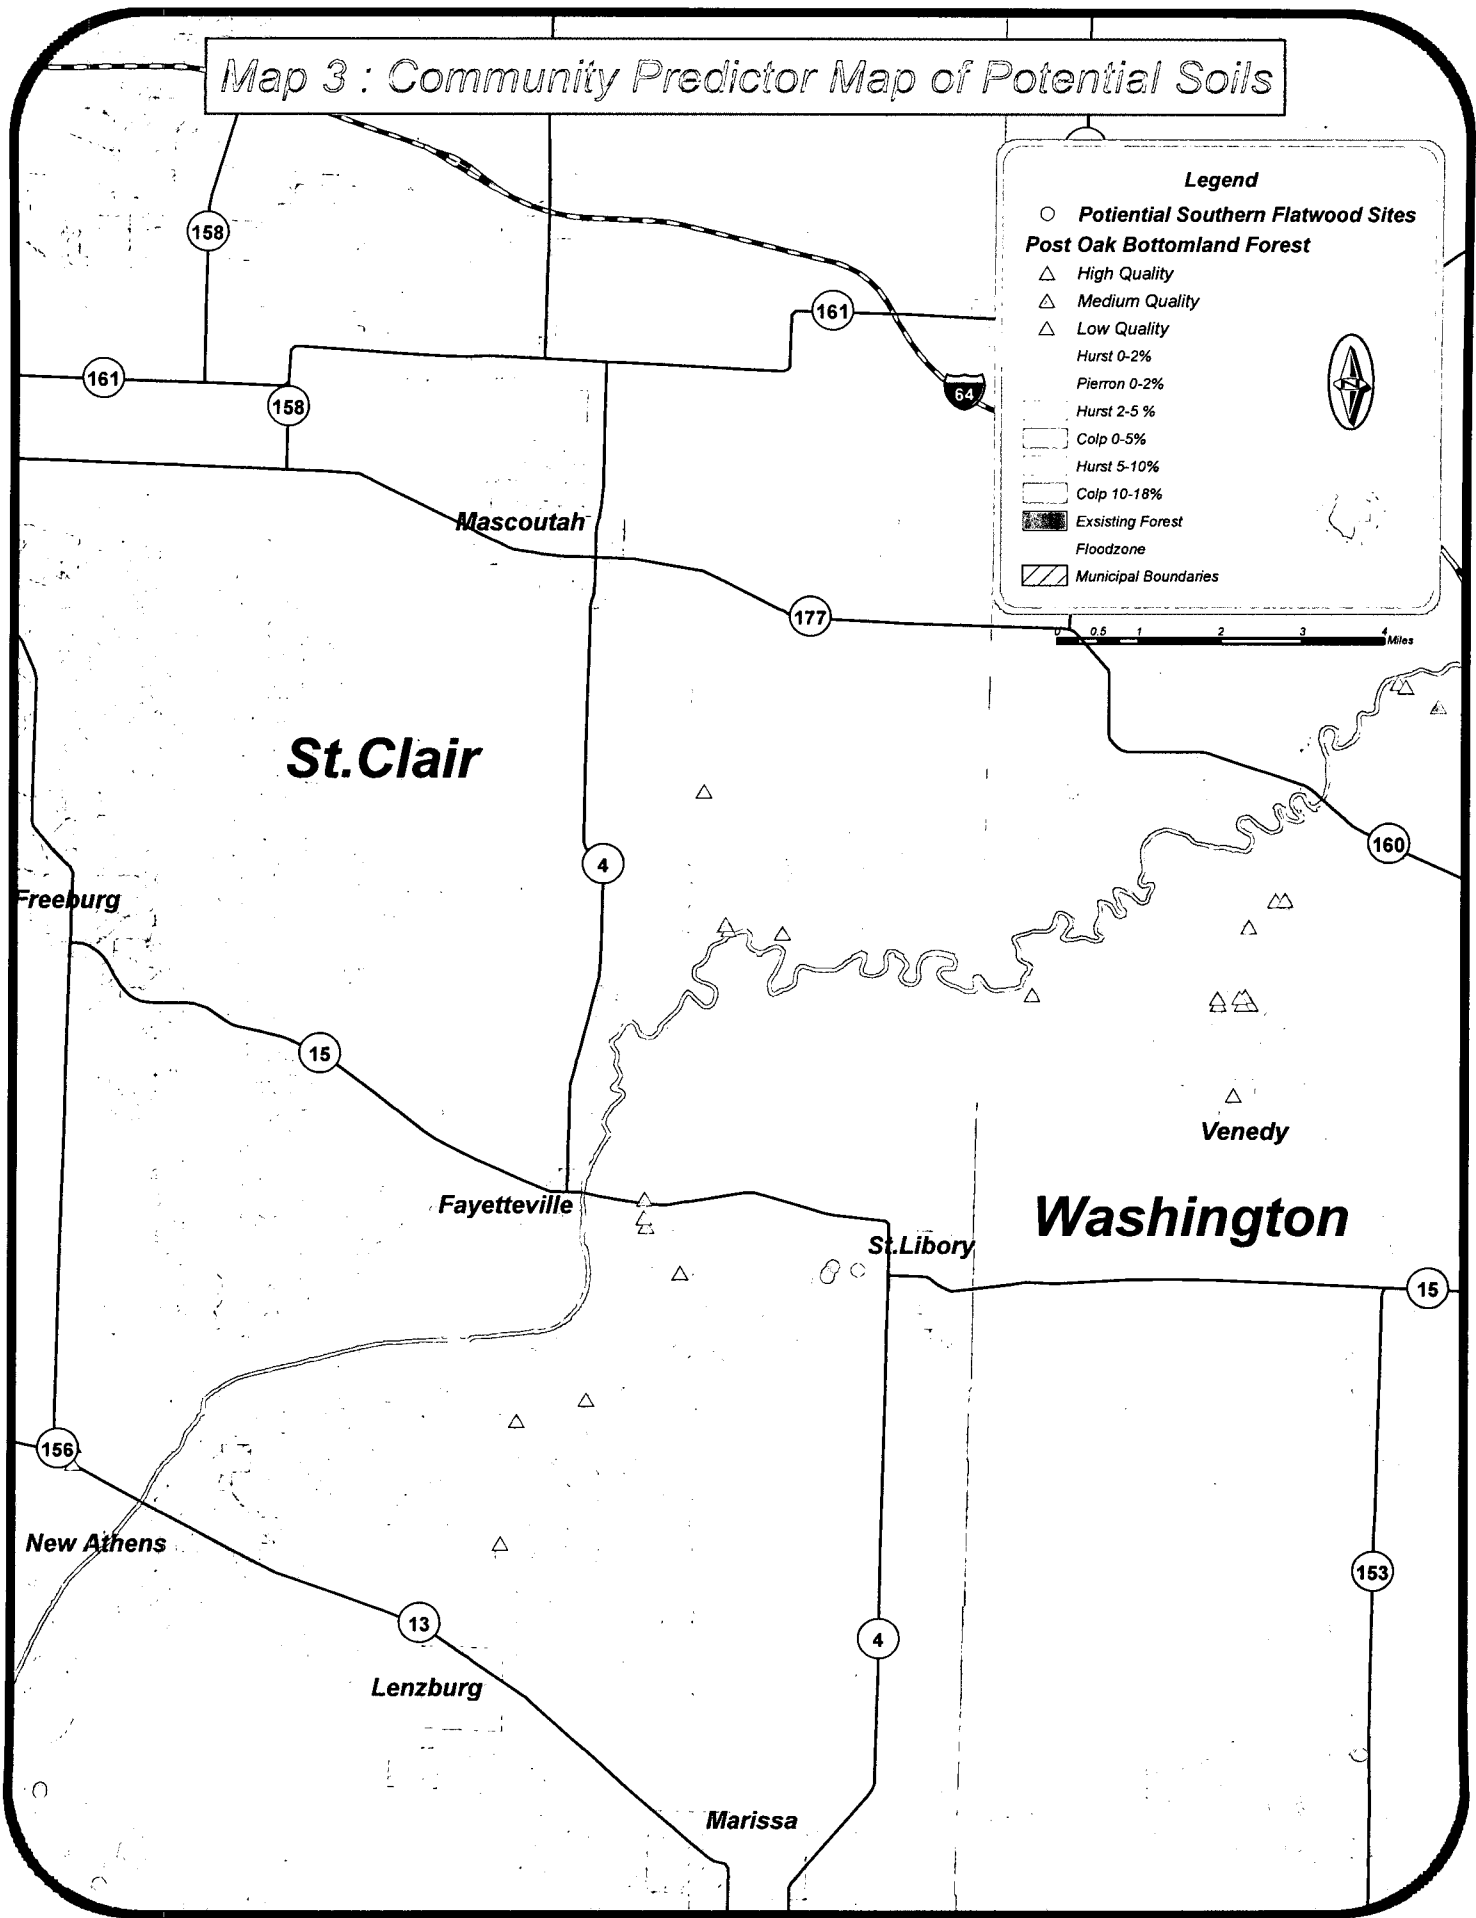 Map 3 : Community Predictor Map of Potential Soils
Legend
Potiential Southern Flatwood Sites
Post Oak Bottomland Forest
High Quality
Medium Quality
Low Quality
Hurst 0-2%
Pierron 0-2%
Hurst 2-5 %
Colp 0-5%
Hurst 5-10%
Colp 10-18%
Exsisting Forest
Floodzone
Municipal Boundaries
N
0 0.5 1 2 3 4
Miles
158
161
64
161
158
Mascoutah
177
St.Clair
4
160
Freeburg
15
Venedy
Fayetteville
Washington
St.Libory
15
156
New Athens
153
13
4
Lenzburg
Marissa